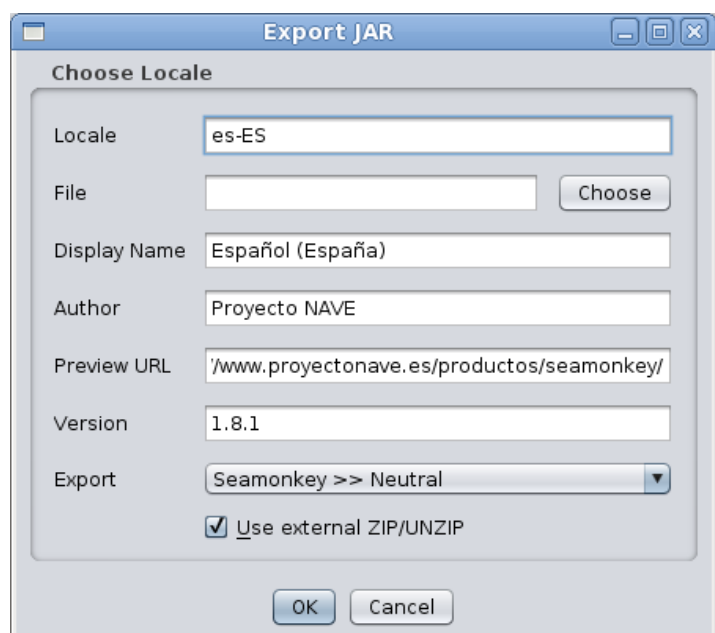 Export JAR
Choose Locale
Locale es-ES
File Choose
Display Name Español (España)
Author Proyecto NAVE
Preview URL /www.proyectonave.es/productos/seamonkey/
Version 1.8.1
Export Seamonkey >> Neutral
Use external ZIP/UNZIP
OK Cancel